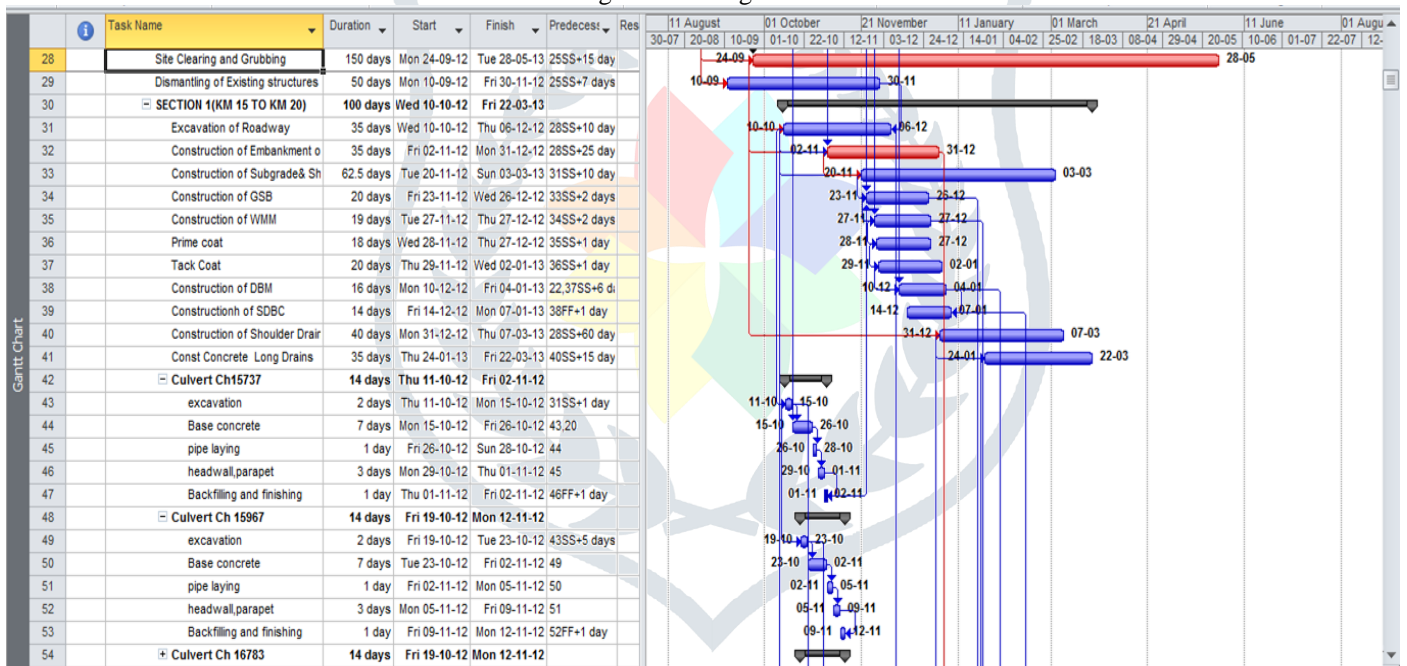 Task Name Duration Start Finish Predecess Res 11 August 01 October 21 November 11 January 01 March 21 April 11 June 01 Augu
30-07 20-08 10-09 01-10 22-10 12-11 03-12 24-12 14-01 04-02 25-02 18-03 08-04 29-04 20-05 10-06 01-07 22-07 12-
28 Site Clearing and Grubbing 150 days Mon 24-09-12 Tue 28-05-13 25SS+15 day 24-09 28-05
29 Dismantling of Existing structures 50 days Mon 10-09-12 Fri 30-11-12 25SS+7 days 10-09 30-11
30 SECTION 1(KM 15 TO KM 20) 100 days Wed 10-10-12 Fri 22-03-13
31 Excavation of Roadway 35 days Wed 10-10-12 Thu 06-12-12 28SS+10 day 10-10 06-12
32 Construction of Embankment o 35 days Fri 02-11-12 Mon 31-12-12 28SS+25 day 02-11 31-12
33 Construction of Subgrade& Sh 62.5 days Tue 20-11-12 Sun 03-03-13 31SS+10 day 20-11 03-03
34 Construction of GSB 20 days Fri 23-11-12 Wed 26-12-12 33SS+2 days 23-11 26-12
35 Construction of WMM 19 days Tue 27-11-12 Thu 27-12-12 34SS+2 days 27-11 27-12
36 Prime coat 18 days Wed 28-11-12 Thu 27-12-12 35SS+1 day 28-11 27-12
37 Tack Coat 20 days Thu 29-11-12 Wed 02-01-13 36SS+1 day 29-11 02-01
38 Construction of DBM 16 days Mon 10-12-12 Fri 04-01-13 22,37SS+6 da 10-12 04-01
39 Constructionh of SDBC 14 days Fri 14-12-12 Mon 07-01-13 38FF+1 day 14-12 07-01
40 Construction of Shoulder Drair 40 days Mon 31-12-12 Thu 07-03-13 28SS+60 day 31-12 07-03
41 Const Concrete Long Drains 35 days Thu 24-01-13 Fri 22-03-13 40SS+15 day 24-01 22-03
42 Culvert Ch15737 14 days Thu 11-10-12 Fri 02-11-12
43 excavation 2 days Thu 11-10-12 Mon 15-10-12 31SS+1 day 11-10 15-10
44 Base concrete 7 days Mon 15-10-12 Fri 26-10-12 43,20 15-10 26-10
45 pipe laying 1 day Fri 26-10-12 Sun 28-10-12 44 26-10 28-10
46 headwall,parapet 3 days Mon 29-10-12 Thu 01-11-12 45 29-10 01-11
47 Backfilling and finishing 1 day Thu 01-11-12 Fri 02-11-12 46FF+1 day 01-11 02-11
48 Culvert Ch 15967 14 days Fri 19-10-12 Mon 12-11-12
49 excavation 2 days Fri 19-10-12 Tue 23-10-12 43SS+5 days 19-10 23-10
50 Base concrete 7 days Tue 23-10-12 Fri 02-11-12 49 23-10 02-11
51 pipe laying 1 day Fri 02-11-12 Mon 05-11-12 50 02-11 05-11
52 headwall,parapet 3 days Mon 05-11-12 Fri 09-11-12 51 05-11 09-11
53 Backfilling and finishing 1 day Fri 09-11-12 Mon 12-11-12 52FF+1 day 09-11 12-11
54 Culvert Ch 16783 14 days Fri 19-10-12 Mon 12-11-12
Gantt Chart